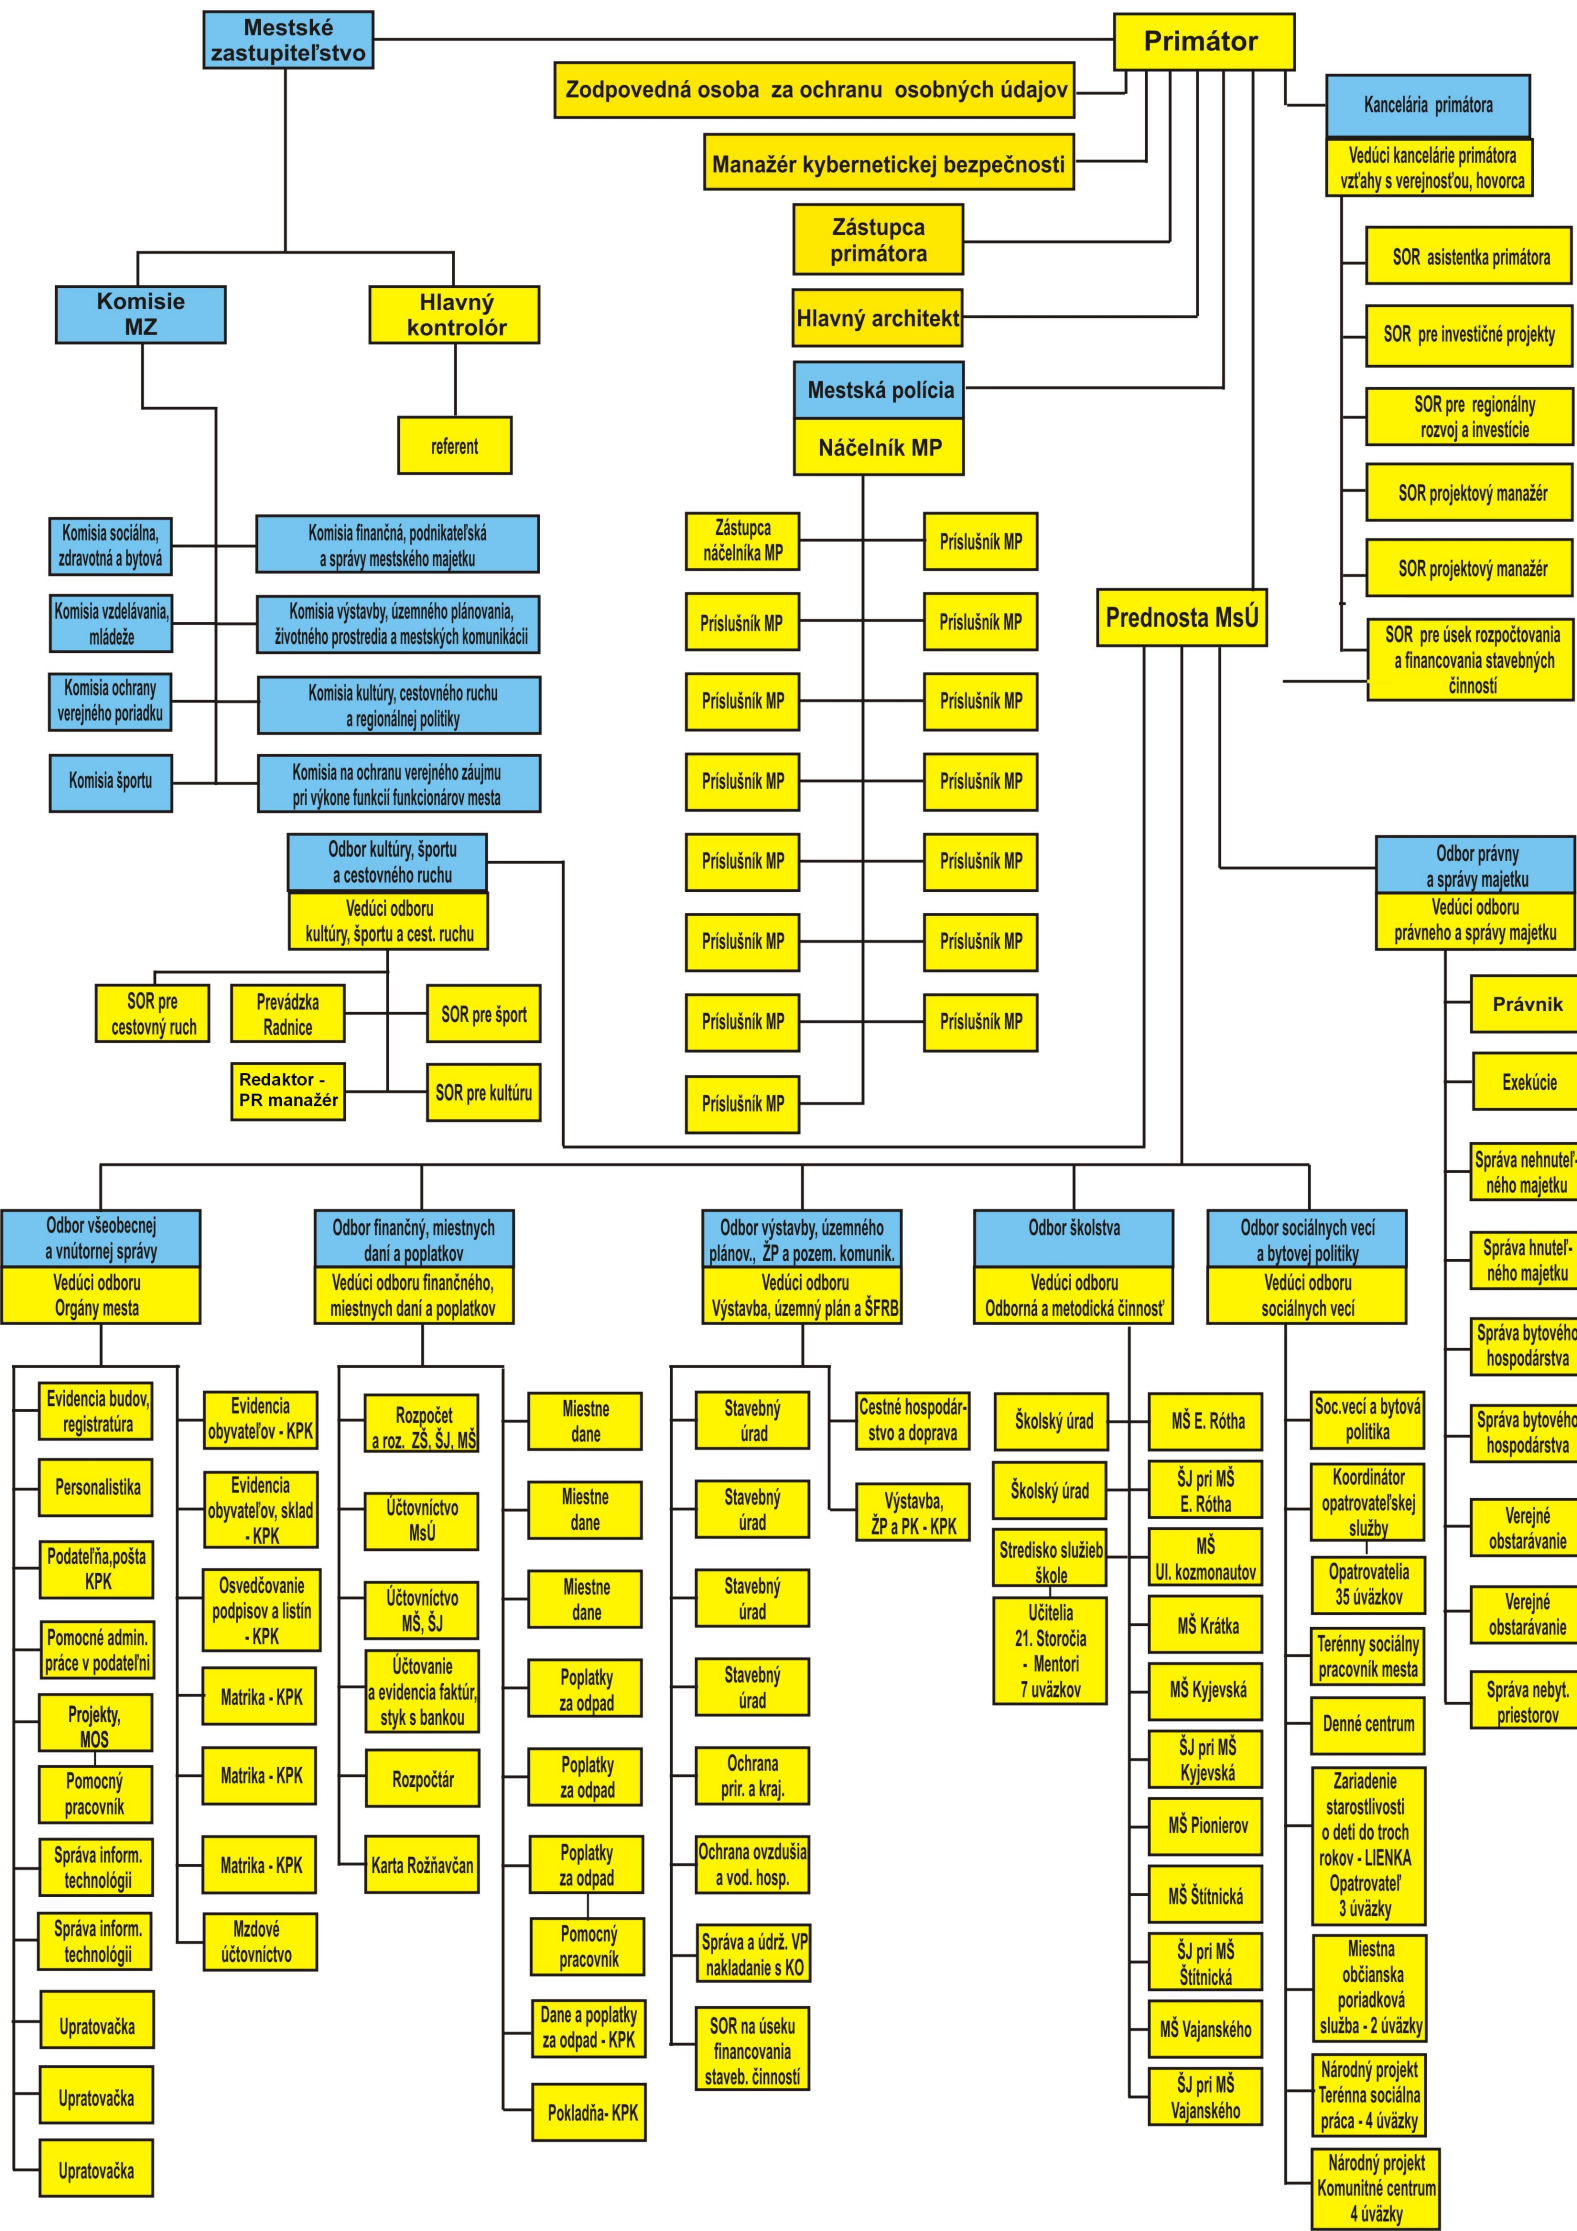 Mestské
zastupiteľstvo
Primátor
Zodpovedná osoba za ochranu osobných údajov
Manažér kybernetickej bezpečnosti
Zástupca
primátora
Hlavný architekt
Mestská polícia
Náčelník MP
Kancelária primátora
Vedúci kancelárie primátora
vzťahy s verejnosťou, hovorca
SOR asistentka primátora
SOR pre investičné projekty
SOR pre regionálny
rozvoj a investície
SOR projektový manažér
SOR projektový manažér
SOR pre úsek rozpočtovania
a financovania stavebných
činností
Komisie
MZ
Hlavný
kontrolór
referent
Komisia sociálna,
zdravotná a bytová
Komisia finančná, podnikateľská
a správy mestského majetku
Komisia vzdelávania,
mládeže
Komisia výstavby, územného plánovania,
životného prostredia a mestských komunikácii
Komisia ochrany
verejného poriadku
Komisia kultúry, cestovného ruchu
a regionálnej politiky
Komisia športu
Komisia na ochranu verejného záujmu
pri výkone funkcií funkcionárov mesta
Zástupca
náčelníka MP
Príslušník MP
Príslušník MP
Príslušník MP
Príslušník MP
Príslušník MP
Príslušník MP
Príslušník MP
Príslušník MP
Príslušník MP
Príslušník MP
Príslušník MP
Príslušník MP
Príslušník MP
Príslušník MP
Prednosta MsÚ
Odbor kultúry, športu
a cestovného ruchu
Vedúci odboru
kultúry, športu a cest. ruchu
SOR pre
cestovný ruch
Prevádzka
Radnice
SOR pre šport
Redaktor -
PR manažér
SOR pre kultúru
Odbor právny
a správy majetku
Vedúci odboru
právneho a správy majetku
Právnik
Exekúcie
Správa nehnuteľ-
ného majetku
Správa hnuteľ-
ného majetku
Správa bytového
hospodárstva
Správa bytového
hospodárstva
Verejné
obstarávanie
Verejné
obstarávanie
Správa nebyt.
priestorov
Odbor všeobecnej
a vnútornej správy
Vedúci odboru
Orgány mesta
Evidencia budov,
registratúra
Personalistika
Podateľňa,pošta
KPK
Pomocné admin.
práce v podateľni
Projekty,
MOS
Pomocný
pracovník
Správa inform.
technológii
Správa inform.
technológii
Upratovačka
Upratovačka
Upratovačka
Evidencia
obyvateľov - KPK
Evidencia
obyvateľov, sklad
- KPK
Osvedčovanie
podpisov a listín
- KPK
Matrika - KPK
Matrika - KPK
Matrika - KPK
Mzdové
účtovníctvo
Odbor finančný, miestnych
daní a poplatkov
Vedúci odboru finančného,
miestnych daní a poplatkov
Rozpočet
a roz. ZŠ, ŠJ, MŠ
Účtovníctvo
MsÚ
Účtovníctvo
MŠ, ŠJ
Účtovanie
a evidencia faktúr,
styk s bankou
Rozpočtár
Karta Rožňavčan
Miestne
dane
Miestne
dane
Miestne
dane
Poplatky
za odpad
Poplatky
za odpad
Poplatky
za odpad
Pomocný
pracovník
Dane a poplatky
za odpad - KPK
Pokladňa- KPK
Odbor výstavby, územného
plánov., ŽP a pozem. komunik.
Vedúci odboru
Výstavba, územný plán a ŠFRB
Stavebný
úrad
Stavebný
úrad
Stavebný
úrad
Stavebný
úrad
Ochrana
prir. a kraj.
Ochrana ovzdušia
a vod. hosp.
Správa a údrž. VP
nakladanie s KO
SOR na úseku
financovania
staveb. činností
Cestné hospodár-
stvo a doprava
Výstavba,
ŽP a PK - KPK
Odbor školstva
Vedúci odboru
Odborná a metodická činnosť
Školský úrad
Školský úrad
Stredisko služieb
škole
Učitelia
21. Storočia
- Mentori
7 uväzkov
MŠ E. Rótha
ŠJ pri MŠ
E. Rótha
MŠ
Ul. kozmonautov
MŠ Krátka
MŠ Kyjevská
ŠJ pri MŠ
Kyjevská
MŠ Pionierov
MŠ Štítnická
ŠJ pri MŠ
Štítnická
MŠ Vajanského
ŠJ pri MŠ
Vajanského
Odbor sociálnych vecí
a bytovej politiky
Vedúci odboru
sociálnych vecí
Soc.vecí a bytová
politika
Koordinátor
opatrovateľskej
služby
Opatrovatelia
35 úväzkov
Terénny sociálny
pracovník mesta
Denné centrum
Zariadenie
starostlivosti
o deti do troch
rokov - LIENKA
Opatrovateľ
3 úväzky
Miestna
občianska
poriadková
služba - 2 úväzky
Národný projekt
Terénna sociálna
práca - 4 úväzky
Národný projekt
Komunitné centrum
4 úväzky